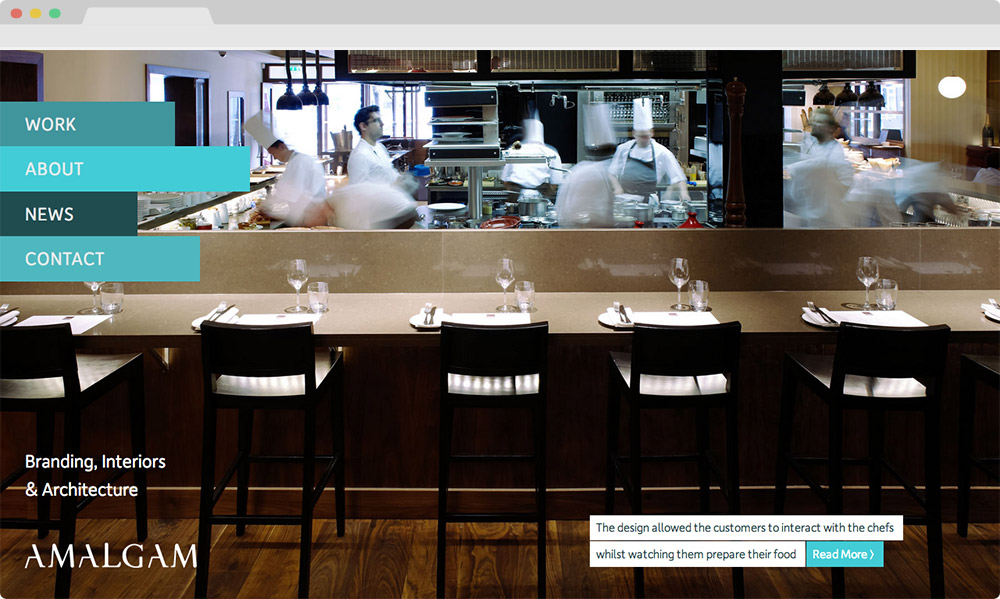 WORK
ABOUT
NEWS
CONTACT
Branding, Interiors
& Architecture
AMALGAM
The design allowed the customers to interact with the chefs
whilst watching them prepare their food
Read More 〉